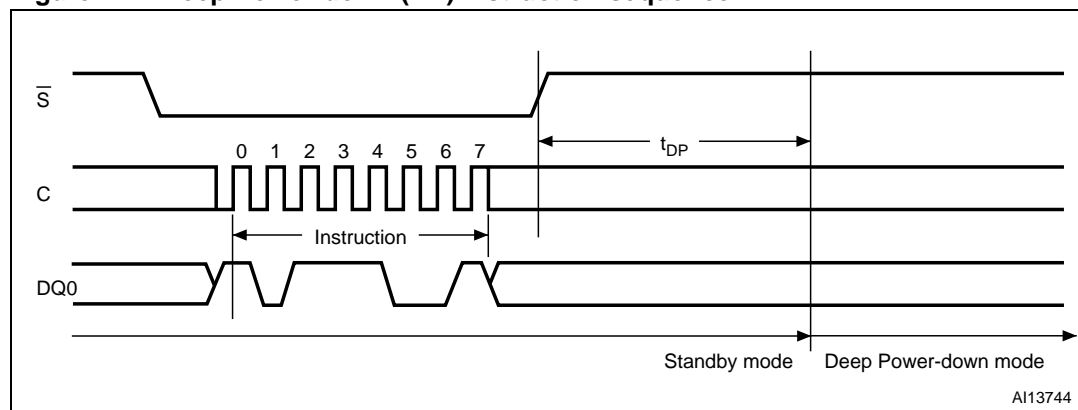 S
0 1 2 3 4 5 6 7
tDP
C
Instruction
DQ0
Standby mode Deep Power-down mode
AI13744